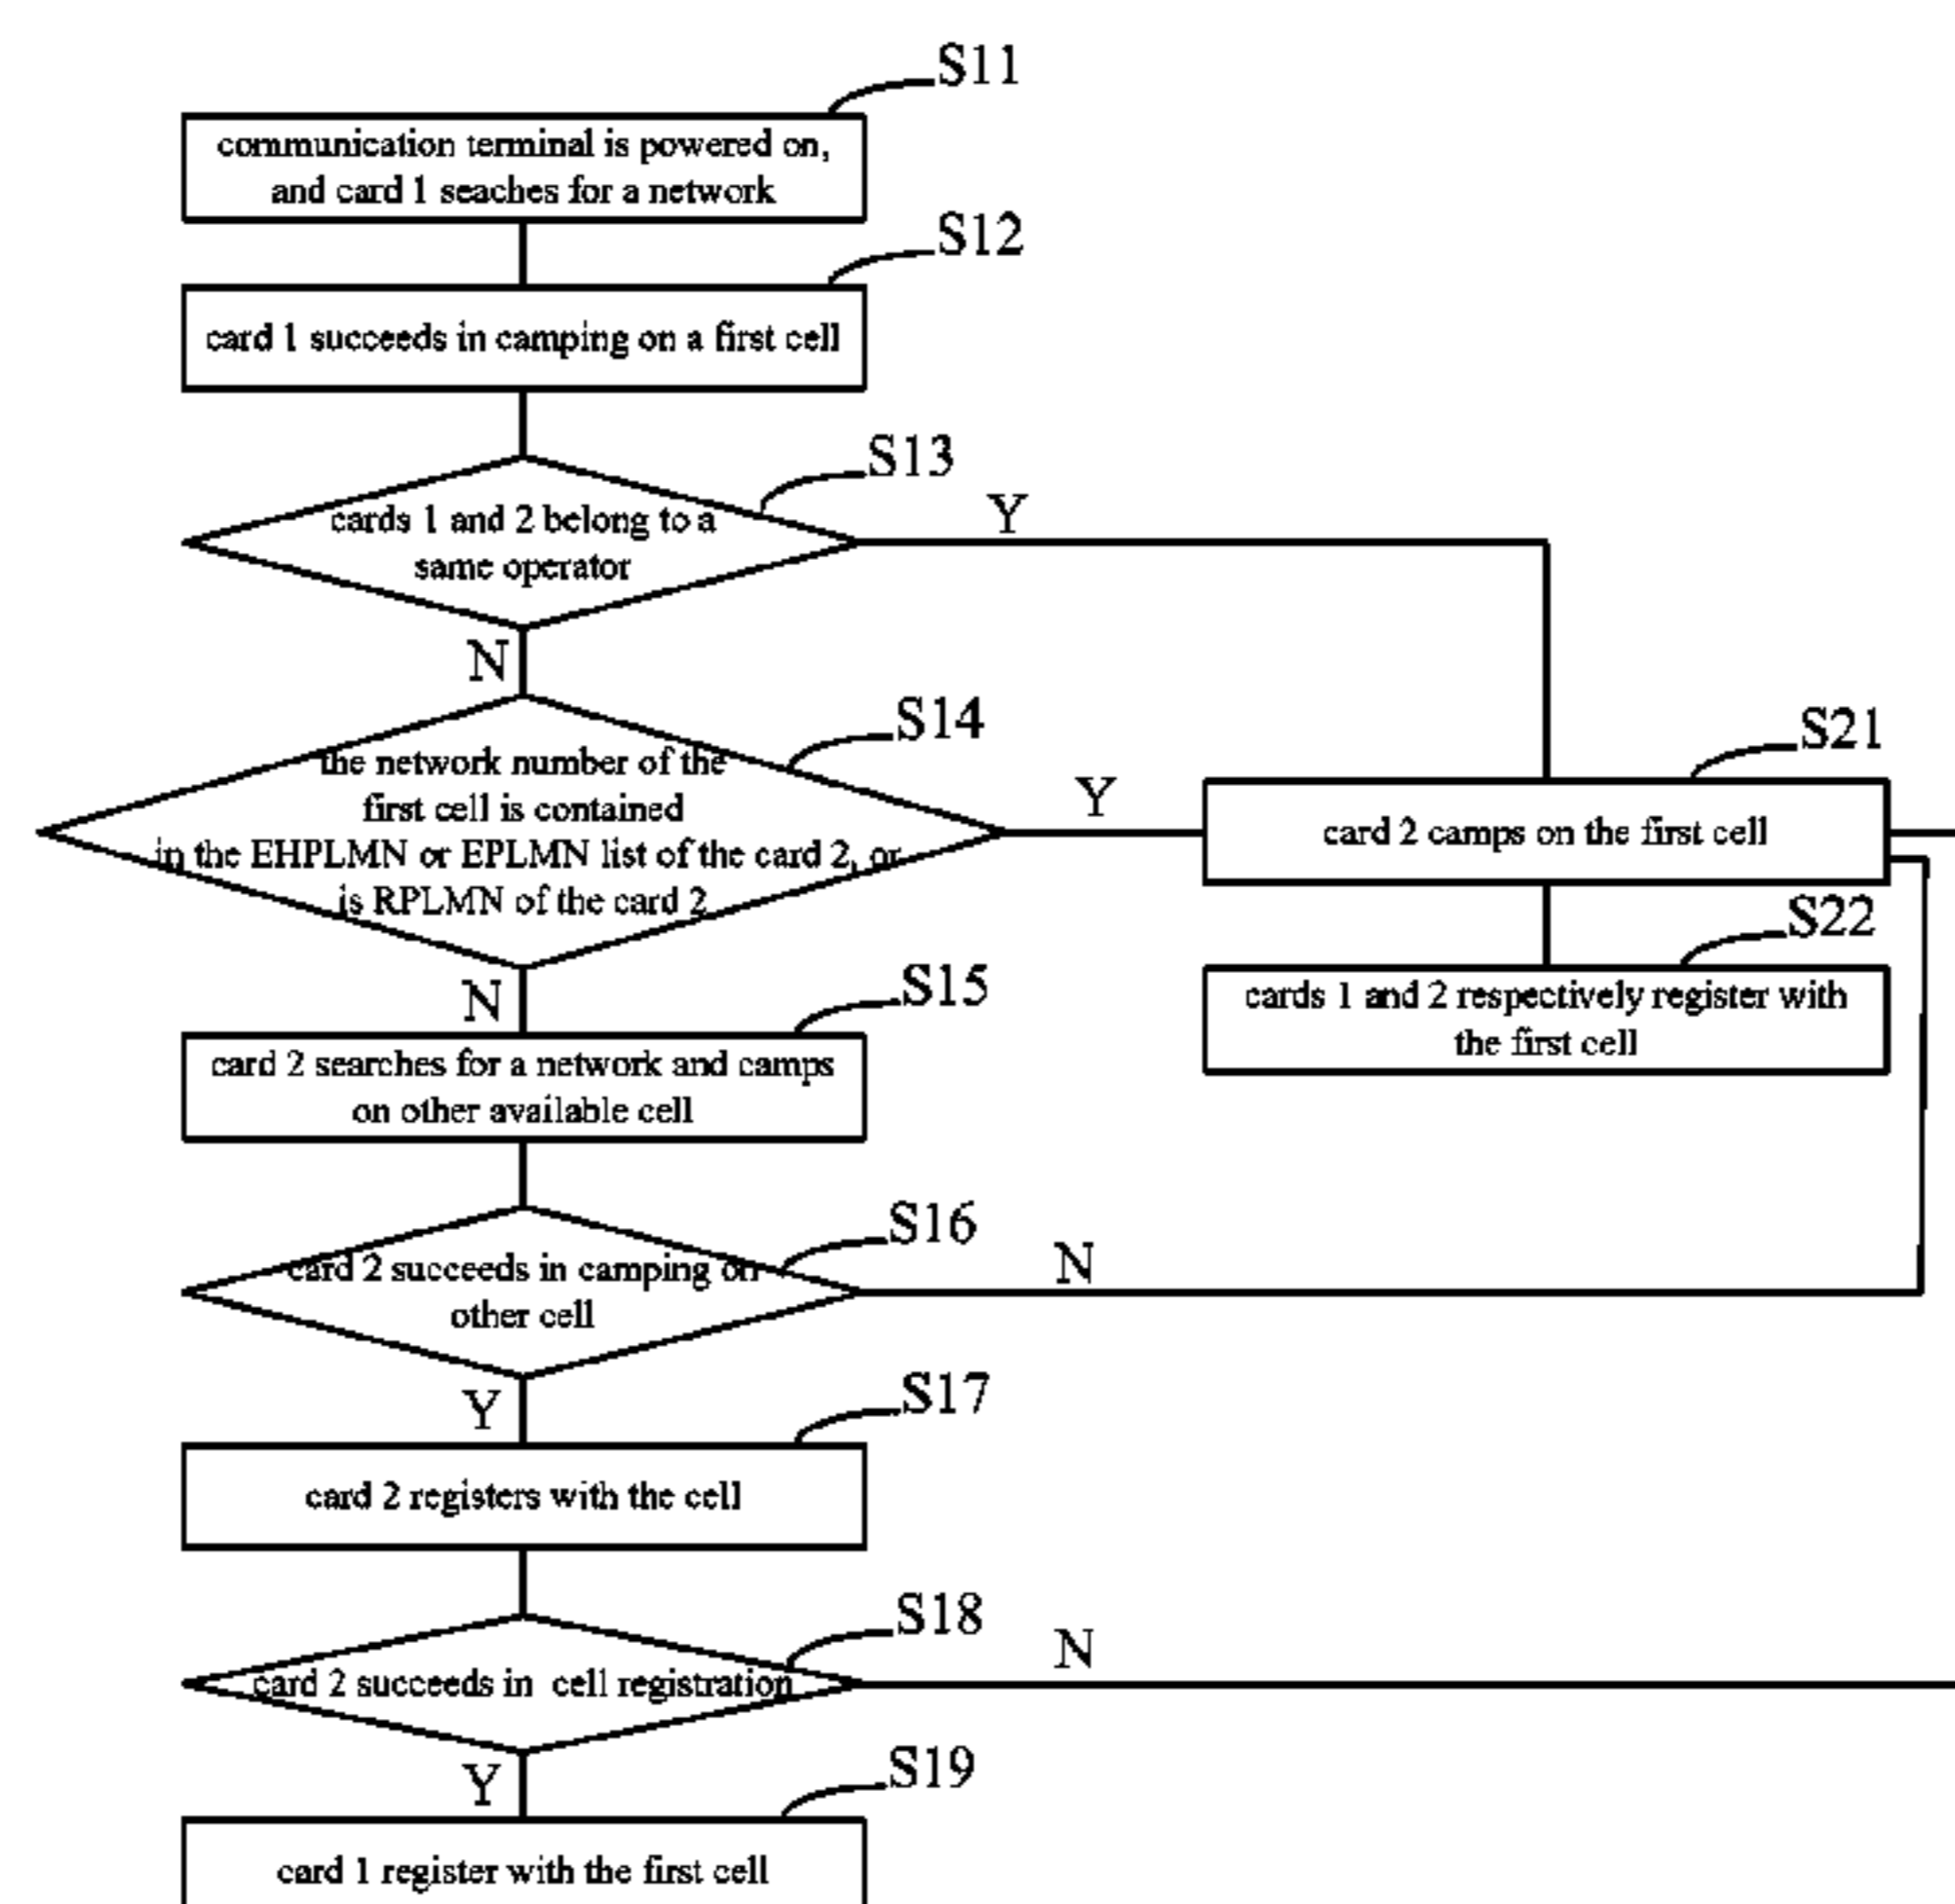 S11
communication terminal is powered on,
and card 1 seaches for a network
S12
card 1 succeeds in camping on a first cell
S13
cards 1 and 2 belong to a
same operator
Y
N
S14
the network number of the
first cell is contained
in the EHPLMN or EPLMN list of the card 2, or
is RPLMN of the card 2
Y
S21
card 2 camps on the first cell
S22
cards 1 and 2 respectively register with
the first cell
N
S15
card 2 searches for a network and camps
on other available cell
S16
card 2 succeeds in camping on
other cell
N
Y
S17
card 2 registers with the cell
S18
card 2 succeeds in cell registration
N
Y
S19
card 1 register with the first cell